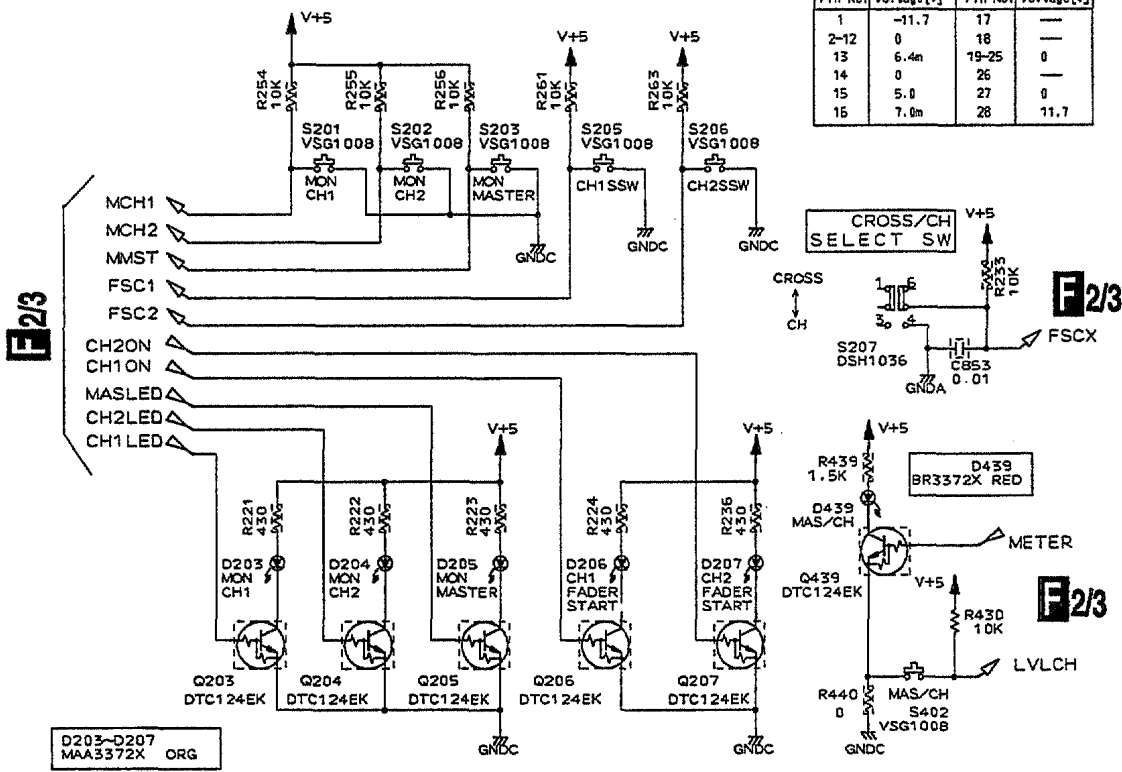 Pin No. Voltage[V] Pin No. Voltage[V]
1 -11.7 17 —
2-12 0 18 —
13 6.4m 19-25 0
14 0 26 —
15 5.0 27 0
16 7.0m 28 11.7
V+5
V+5
V+5
R254
10K
R255
10K
R256
10K
R261
10K
R263
10K
S201
VSG1008
S202
VSG1008
S203
VSG1008
S205
VSG1008
S206
VSG1008
MON
CH1
MON
CH2
MON
MASTER
CH1SSW
CH2SSW
GNDC
GNDC
GNDC
MCH1
MCH2
MMST
FSC1
FSC2
CH2ON
CH1ON
MASLED
CH2LED
CH1LED
F 2/3
CROSS/CH
SELECT SW
V+5
R233
10K
CROSS
CH
1
6
3
4
S207
DSH1036
F 2/3
FSCX
C853
0.01
GNDA
V+5
V+5
R221
430
R222
430
R223
430
R224
430
R236
430
D203
MON
CH1
D204
MON
CH2
D205
MON
MASTER
D206
CH1
FADER
START
D207
CH2
FADER
START
Q203
DTC124EK
Q204
DTC124EK
Q205
DTC124EK
Q206
DTC124EK
Q207
DTC124EK
GNDC
GNDC
D203~D207
MAA3372X ORG
V+5
R439
1.5K
D439
BR3372X RED
D439
MAS/CH
METER
Q439
DTC124EK
V+5
F 2/3
R430
10K
LVLCH
R440
0
MAS/CH
S402
VSG1008
GNDC